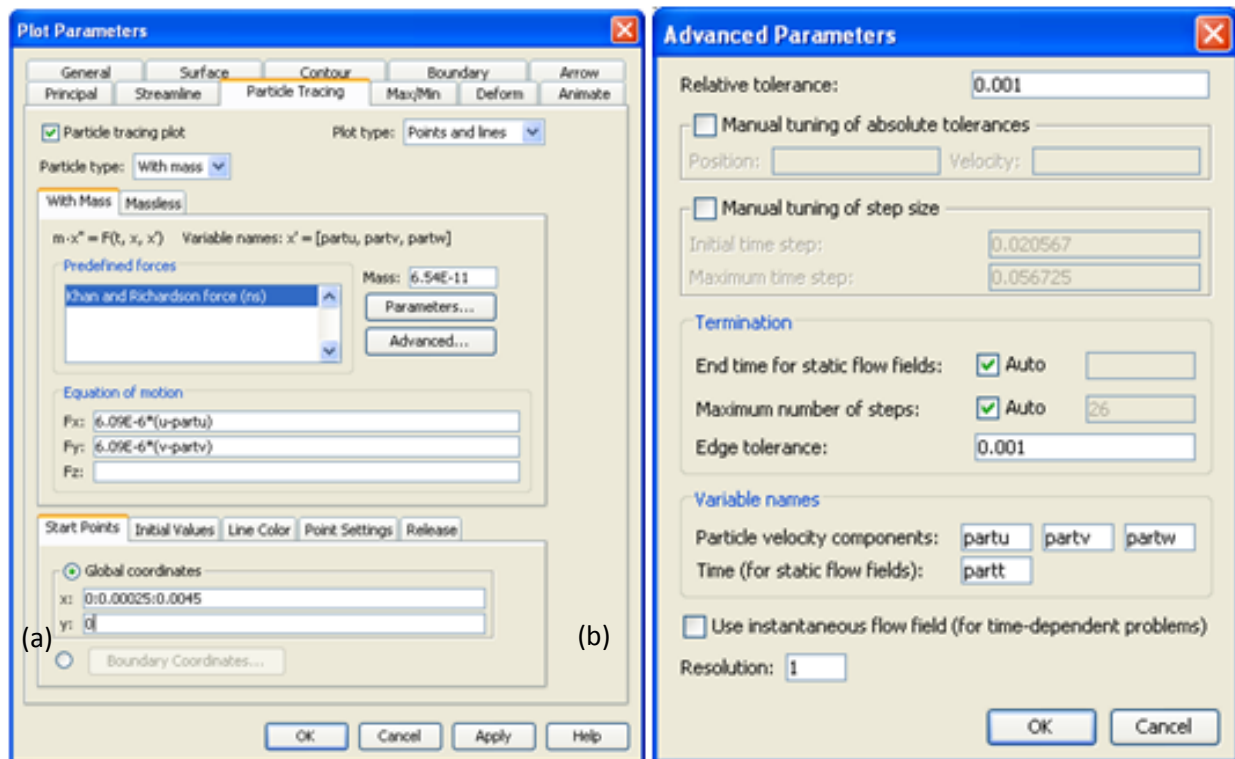 Plot Parameters
General Surface Contour Boundary Arrow
Principal Streamline Particle Tracing Max/Min Deform Animate
Particle tracing plot Plot type: Points and lines
Particle type: With mass
With Mass Massless
m·x'' = F(t, x, x') Variable names: x' = [partu, partv, partw]
Predefined forces
Khan and Richardson force (ns)
Mass: 6.54E-11
Parameters...
Advanced...
Equation of motion
Fx: 6.09E-6*(u-partu)
Fy: 6.09E-6*(v-partv)
Fz:
Start Points Initial Values Line Color Point Settings Release
Global coordinates
x: 0:0.00025:0.0045
y: 0
(a)
Boundary Coordinates...
OK Cancel Apply Help
(b)
Advanced Parameters
Relative tolerance: 0.001
Manual tuning of absolute tolerances
Position: Velocity:
Manual tuning of step size
Initial time step: 0.020567
Maximum time step: 0.056725
Termination
End time for static flow fields: Auto
Maximum number of steps: Auto 26
Edge tolerance: 0.001
Variable names
Particle velocity components: partu partv partw
Time (for static flow fields): partt
Use instantaneous flow field (for time-dependent problems)
Resolution: 1
OK Cancel